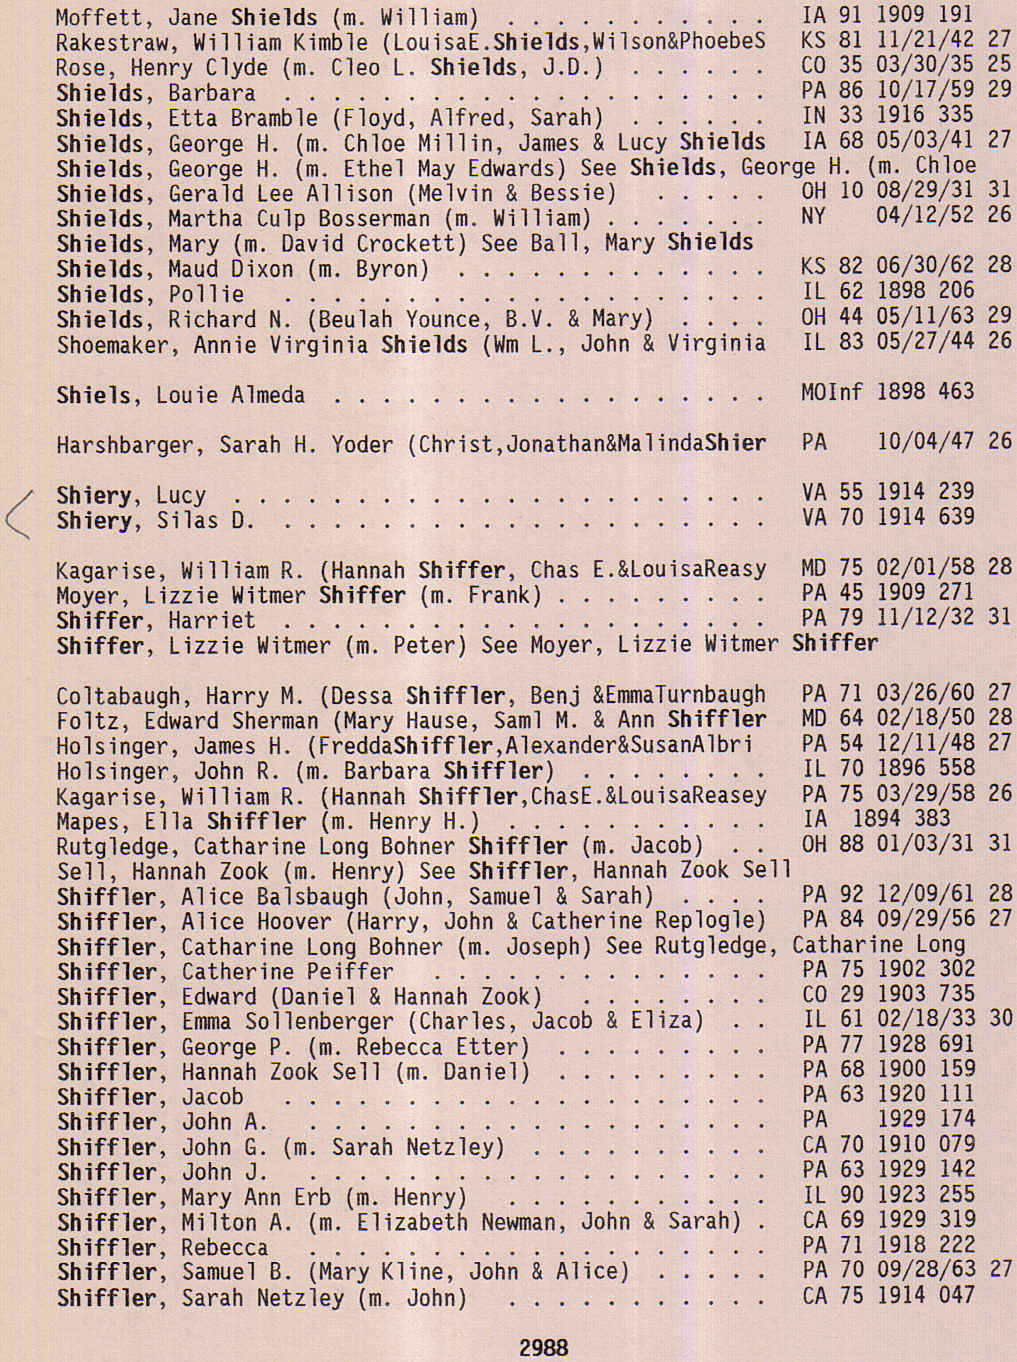 Moffett, Jane Shields (m. William) . . . . . . . . . . . IA 91 1909 191
Rakestraw, William Kimble (LouisaE.Shields,Wilson&PhoebeS KS 81 11/21/42 27
Rose, Henry Clyde (m. Cleo L. Shields, J.D.) . . . . . . CO 35 03/30/35 25
Shields, Barbara . . . . . . . . . . . . . . . . . . . . PA 86 10/17/59 29
Shields, Etta Bramble (Floyd, Alfred, Sarah) . . . . . . IN 33 1916 335
Shields, George H. (m. Chloe Millin, James & Lucy Shields IA 68 05/03/41 27
Shields, George H. (m. Ethel May Edwards) See Shields, George H. (m. Chloe
Shields, Gerald Lee Allison (Melvin & Bessie) . . . . . OH 10 08/29/31 31
Shields, Martha Culp Bosserman (m. William) . . . . . . . NY 04/12/52 26
Shields, Mary (m. David Crockett) See Ball, Mary Shields
Shields, Maud Dixon (m. Byron) . . . . . . . . . . . . . KS 82 06/30/62 28
Shields, Pollie . . . . . . . . . . . . . . . . . . . . IL 62 1898 206
Shields, Richard N. (Beulah Younce, B.V. & Mary) . . . . OH 44 05/11/63 29
Shoemaker, Annie Virginia Shields (Wm L., John & Virginia IL 83 05/27/44 26
Shiels, Louie Almeda . . . . . . . . . . . . . . . . . . MOInf 1898 463
Harshbarger, Sarah H. Yoder (Christ,Jonathan&MalindaShier PA 10/04/47 26
Shiery, Lucy . . . . . . . . . . . . . . . . . . . . . . VA 55 1914 239
Shiery, Silas D. . . . . . . . . . . . . . . . . . . . . VA 70 1914 639
Kagarise, William R. (Hannah Shiffer, Chas E.&LouisaReasy MD 75 02/01/58 28
Moyer, Lizzie Witmer Shiffer (m. Frank) . . . . . . . . . PA 45 1909 271
Shiffer, Harriet . . . . . . . . . . . . . . . . . . . . PA 79 11/12/32 31
Shiffer, Lizzie Witmer (m. Peter) See Moyer, Lizzie Witmer Shiffer
Coltabaugh, Harry M. (Dessa Shiffler, Benj &EmmaTurnbaugh PA 71 03/26/60 27
Foltz, Edward Sherman (Mary Hause, Saml M. & Ann Shiffler MD 64 02/18/50 28
Holsinger, James H. (FreddaShiffler,Alexander&SusanAlbri PA 54 12/11/48 27
Holsinger, John R. (m. Barbara Shiffler) . . . . . . . . IL 70 1896 558
Kagarise, William R. (Hannah Shiffler,ChasE.&LouisaReasey PA 75 03/29/58 26
Mapes, Ella Shiffler (m. Henry H.) . . . . . . . . . . . IA 1894 383
Rutgledge, Catharine Long Bohner Shiffler (m. Jacob) . . OH 88 01/03/31 31
Sell, Hannah Zook (m. Henry) See Shiffler, Hannah Zook Sell
Shiffler, Alice Balsbaugh (John, Samuel & Sarah) . . . . PA 92 12/09/61 28
Shiffler, Alice Hoover (Harry, John & Catherine Replogle) PA 84 09/29/56 27
Shiffler, Catharine Long Bohner (m. Joseph) See Rutgledge, Catharine Long
Shiffler, Catherine Peiffer . . . . . . . . . . . . . . PA 75 1902 302
Shiffler, Edward (Daniel & Hannah Zook) . . . . . . . . . CO 29 1903 735
Shiffler, Emma Sollenberger (Charles, Jacob & Eliza) . . IL 61 02/18/33 30
Shiffler, George P. (m. Rebecca Etter) . . . . . . . . . PA 77 1928 691
Shiffler, Hannah Zook Sell (m. Daniel) . . . . . . . . . PA 68 1900 159
Shiffler, Jacob . . . . . . . . . . . . . . . . . . . . PA 63 1920 111
Shiffler, John A. . . . . . . . . . . . . . . . . . . . PA 1929 174
Shiffler, John G. (m. Sarah Netzley) . . . . . . . . . . CA 70 1910 079
Shiffler, John J. . . . . . . . . . . . . . . . . . . . PA 63 1929 142
Shiffler, Mary Ann Erb (m. Henry) . . . . . . . . . . . IL 90 1923 255
Shiffler, Milton A. (m. Elizabeth Newman, John & Sarah) . CA 69 1929 319
Shiffler, Rebecca . . . . . . . . . . . . . . . . . . . PA 71 1918 222
Shiffler, Samuel B. (Mary Kline, John & Alice) . . . . . PA 70 09/28/63 27
Shiffler, Sarah Netzley (m. John) . . . . . . . . . . . CA 75 1914 047
2988